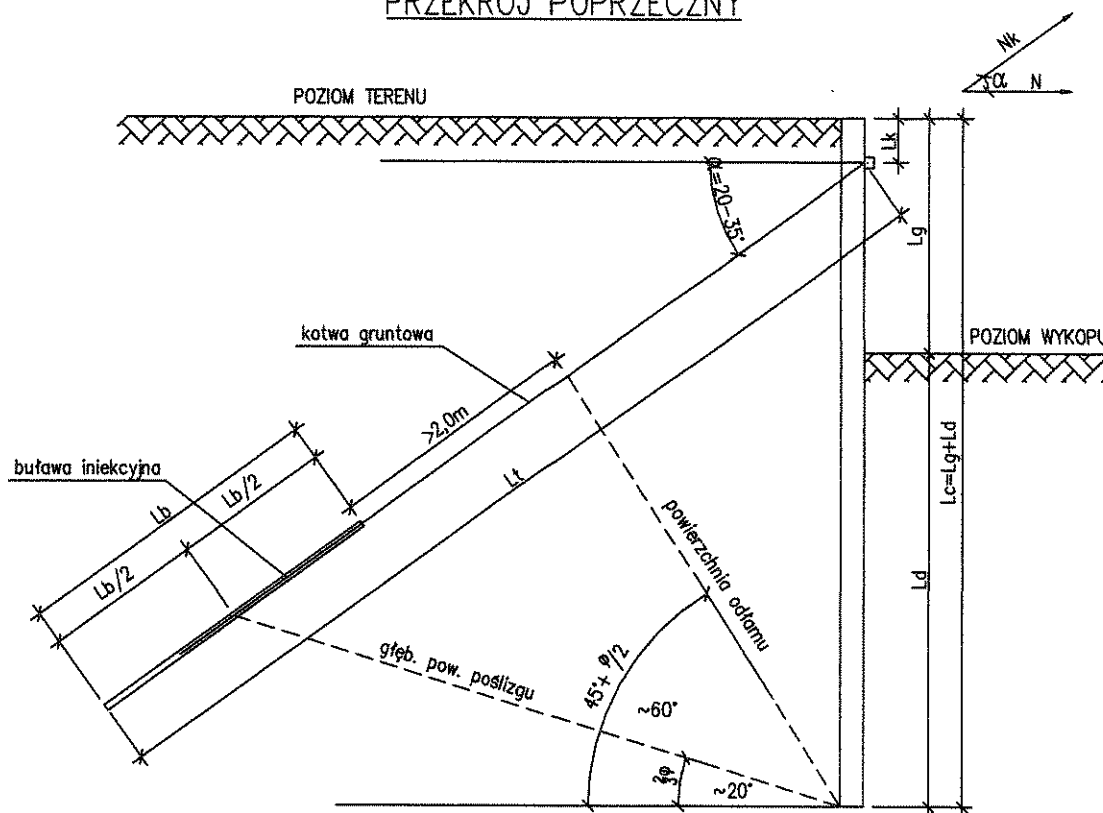 PRZEKRÓJ POPRZECZNY
Nk
α N
POZIOM TERENU
Lk
α=20-35°
Lg
kotwa gruntowa
POZIOM WYKOPU
>2,0m
buława iniekcyjna
Lb/2
Lb
Lt
Lc=Lg+Ld
powierzchnia odłamu
Lb/2
Ld
głęb. pow. poślizgu
45°+ φ/2
~60°
2/3φ
~20°